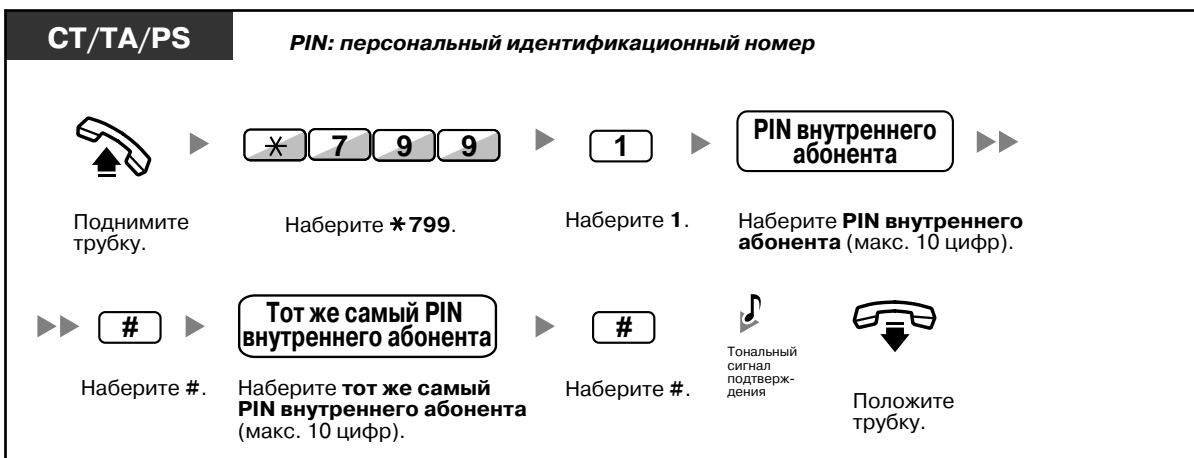 CT/TA/PS
PIN: персональный идентификационный номер
* 7 9 9
1
PIN внутреннего
абонента
Поднимите
трубку.
Наберите *799.
Наберите 1.
Наберите PIN внутреннего
абонента (макс. 10 цифр).
#
Тот же самый PIN
внутреннего абонента
#
Наберите #.
Наберите тот же самый
PIN внутреннего абонента
(макс. 10 цифр).
Наберите #.
Тональный
сигнал
подтверж-
дения
Положите
трубку.